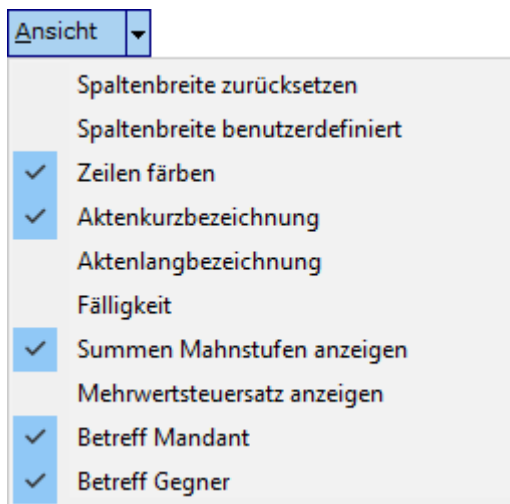 Ansicht
Spaltenbreite zurücksetzen
Spaltenbreite benutzerdefiniert
Zeilen färben
Aktenkurzbezeichnung
Aktenlangbezeichnung
Fälligkeit
Summen Mahnstufen anzeigen
Mehrwertsteuersatz anzeigen
Betreff Mandant
Betreff Gegner